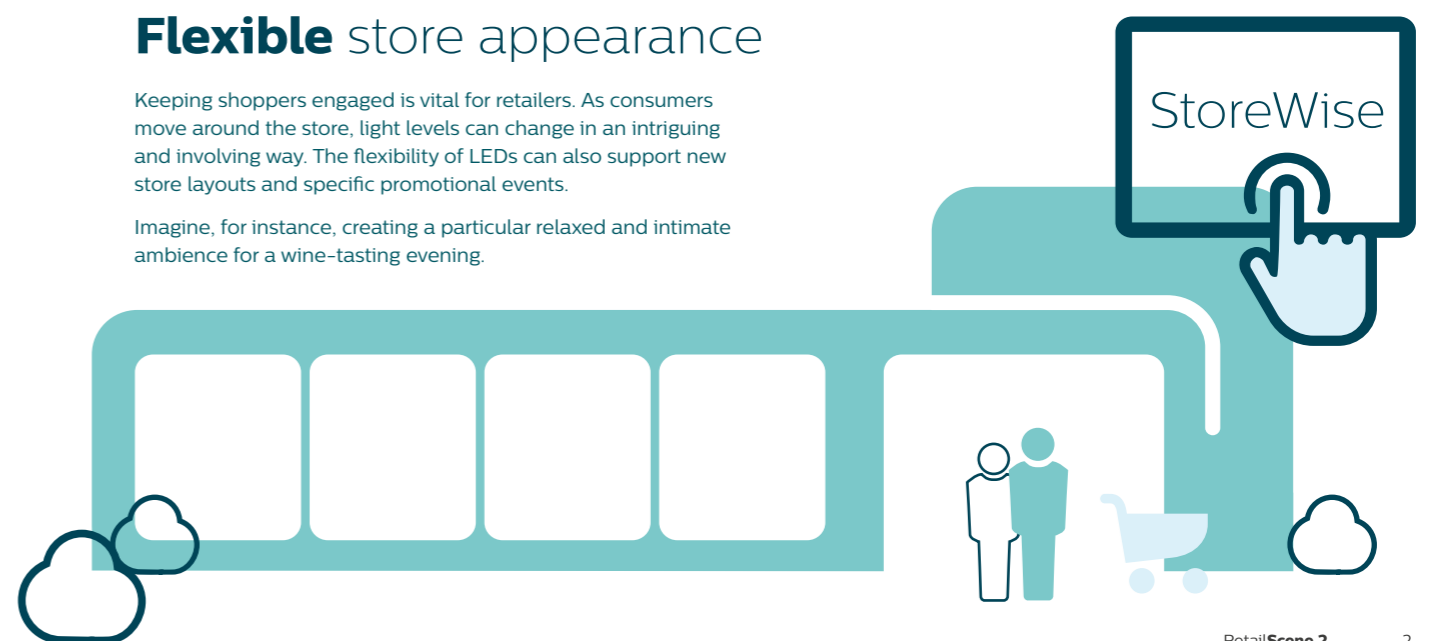 Flexible store appearance
Keeping shoppers engaged is vital for retailers. As consumers
move around the store, light levels can change in an intriguing
and involving way. The flexibility of LEDs can also support new
store layouts and specific promotional events.
Imagine, for instance, creating a particular relaxed and intimate
ambience for a wine-tasting evening.
StoreWise
RetailScene 2